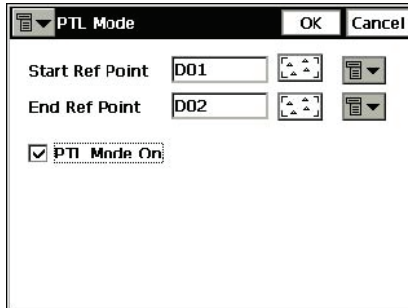 PTL Mode OK Cancel
Start Ref Point D01
End Ref Point D02
PTL Mode On